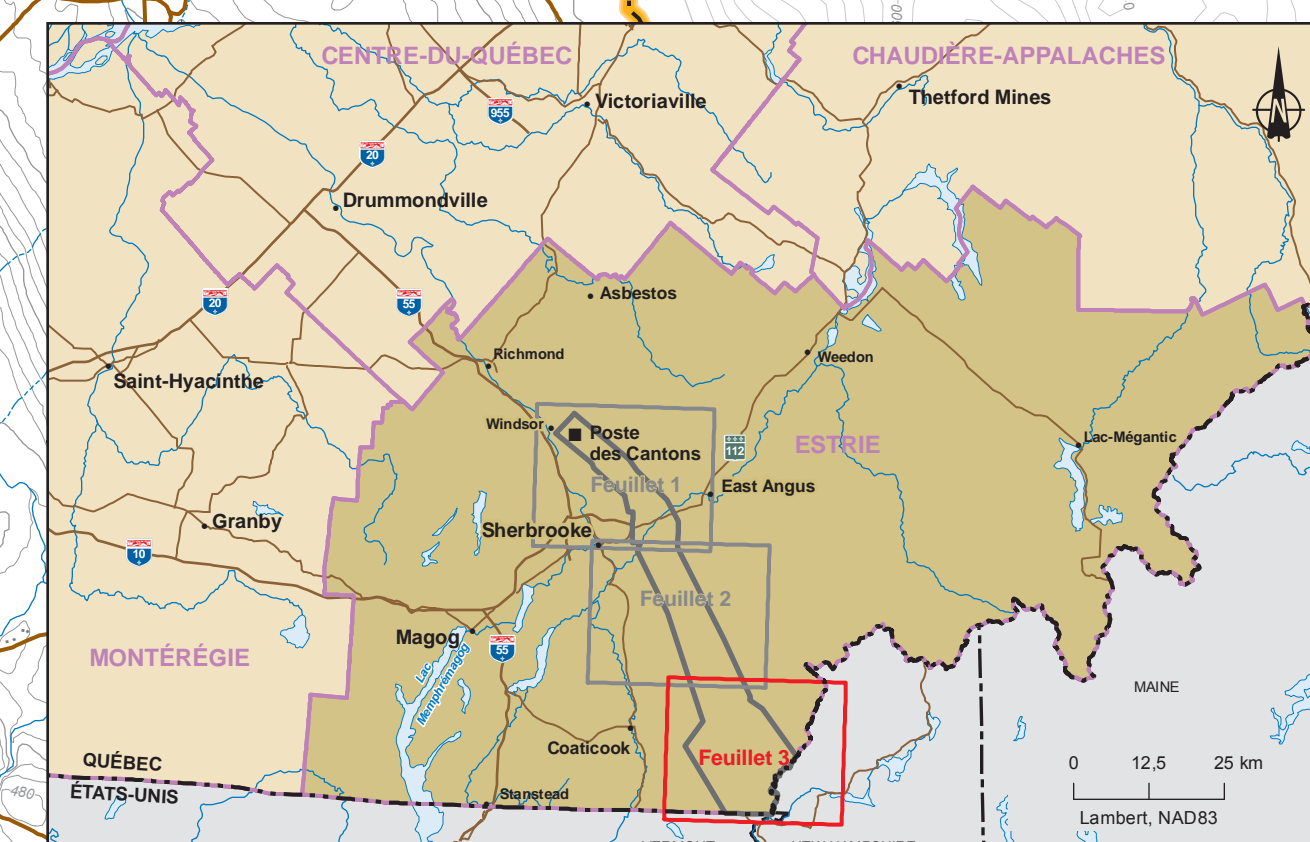 800
0
CENTRE-DU-QUÉBEC
CHAUDIÈRE-APPALACHES
N
955
Victoriaville
Thetford Mines
20
Drummondville
20
55
Asbestos
Richmond
Weedon
Saint-Hyacinthe
Windsor
Poste
des Cantons
112
ESTRIE
Lac-Mégantic
Feuillet 1
East Angus
Granby
Sherbrooke
10
Feuillet 2
Magog
55
MONTÉRÉGIE
Lac
Memphrémagog
MAINE
Coaticook
Feuillet 3
QUÉBEC
ÉTATS-UNIS
480
Stanstead
0 12,5 25 km
Lambert, NAD83